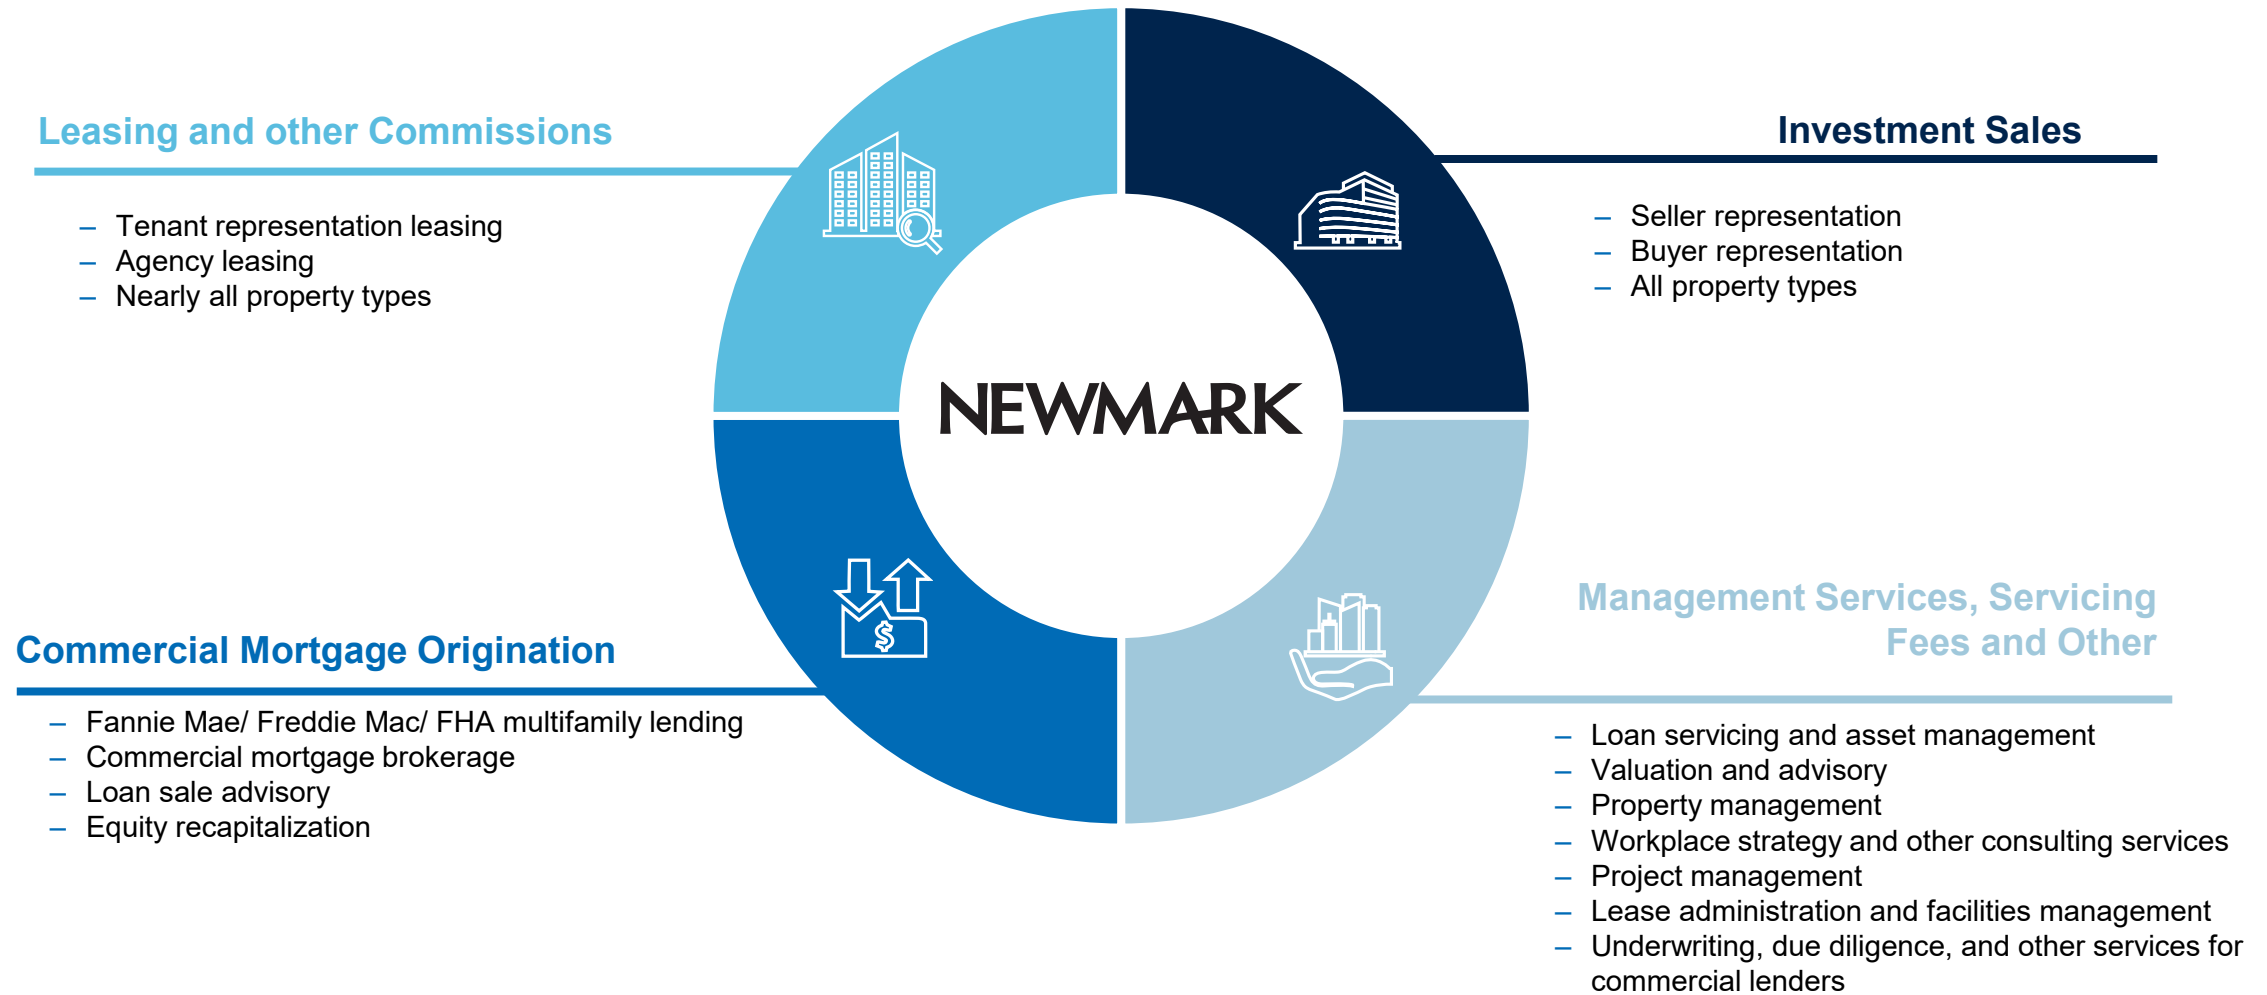 Leasing and other Commissions
– Tenant representation leasing
– Agency leasing
– Nearly all property types
Investment Sales
– Seller representation
– Buyer representation
– All property types
NEWMARK
$
Commercial Mortgage Origination
– Fannie Mae/ Freddie Mac/ FHA multifamily lending
– Commercial mortgage brokerage
– Loan sale advisory
– Equity recapitalization
Management Services, Servicing
Fees and Other
– Loan servicing and asset management
– Valuation and advisory
– Property management
– Workplace strategy and other consulting services
– Project management
– Lease administration and facilities management
– Underwriting, due diligence, and other services for
commercial lenders